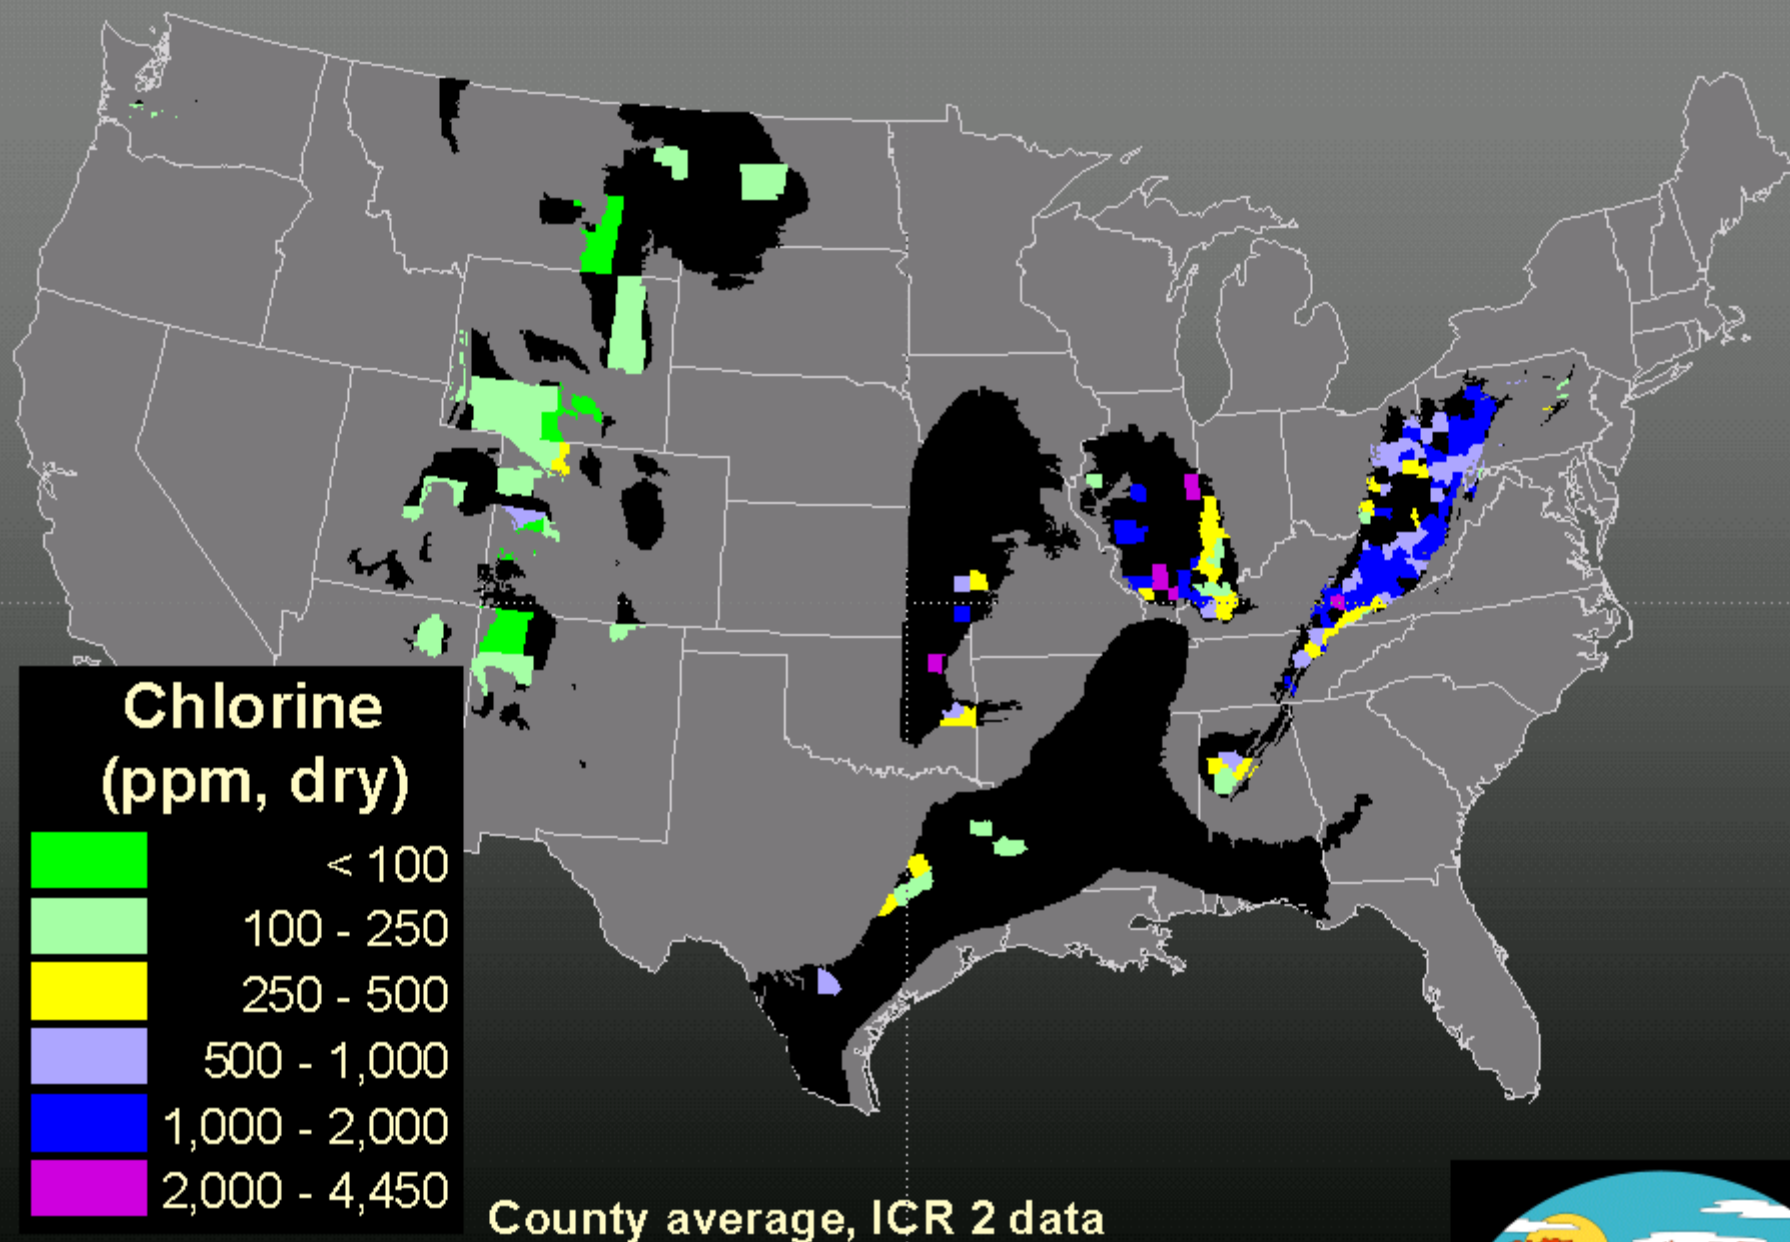 Chlorine
(ppm, dry)
< 100
100 - 250
250 - 500
500 - 1,000
1,000 - 2,000
2,000 - 4,450
County average, ICR 2 data